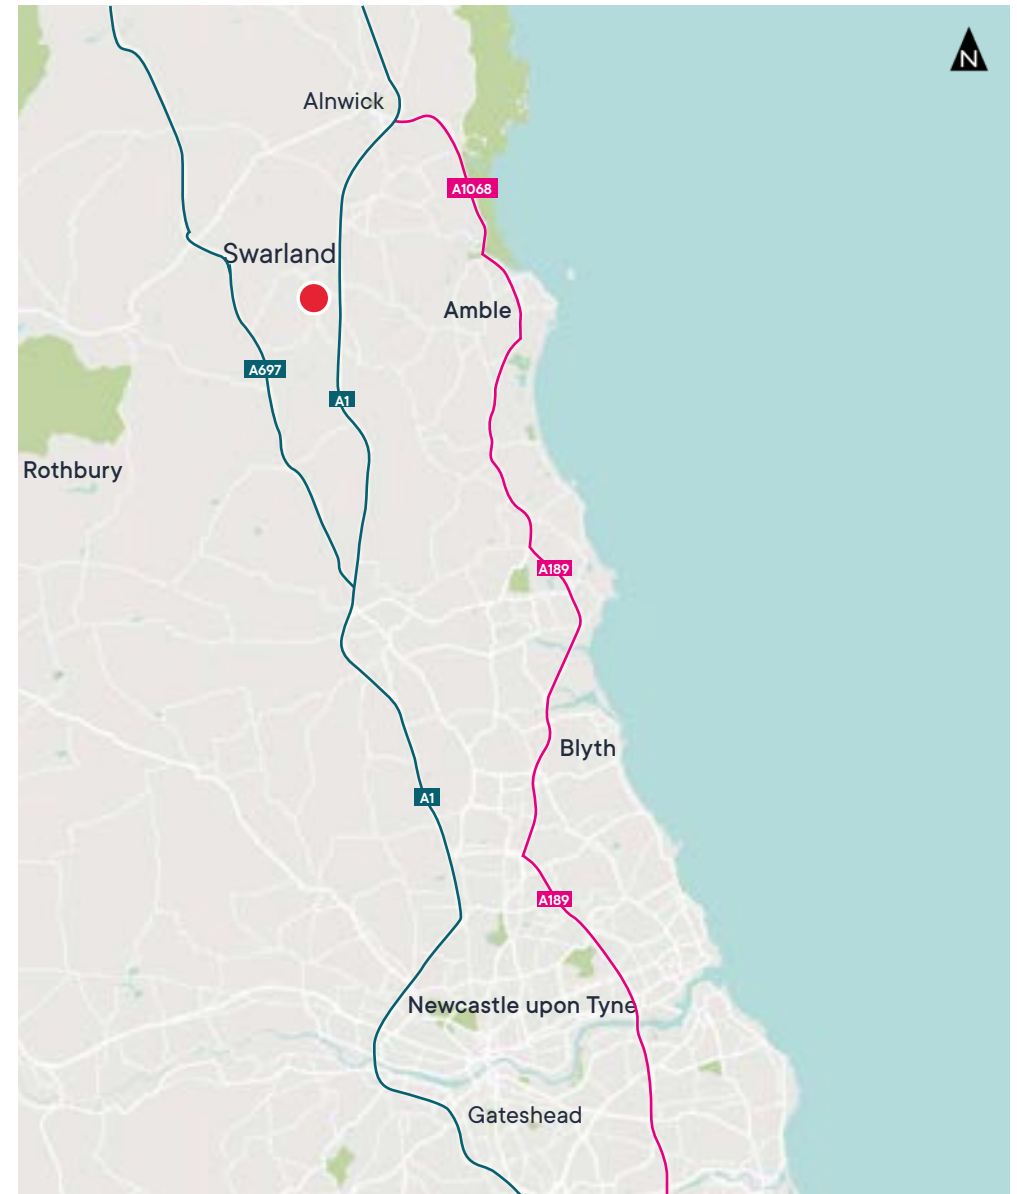 N
Alnwick
A1068
Swarland
Amble
A697
A1
Rothbury
A189
Blyth
A1
A189
Newcastle upon Tyne
Gateshead